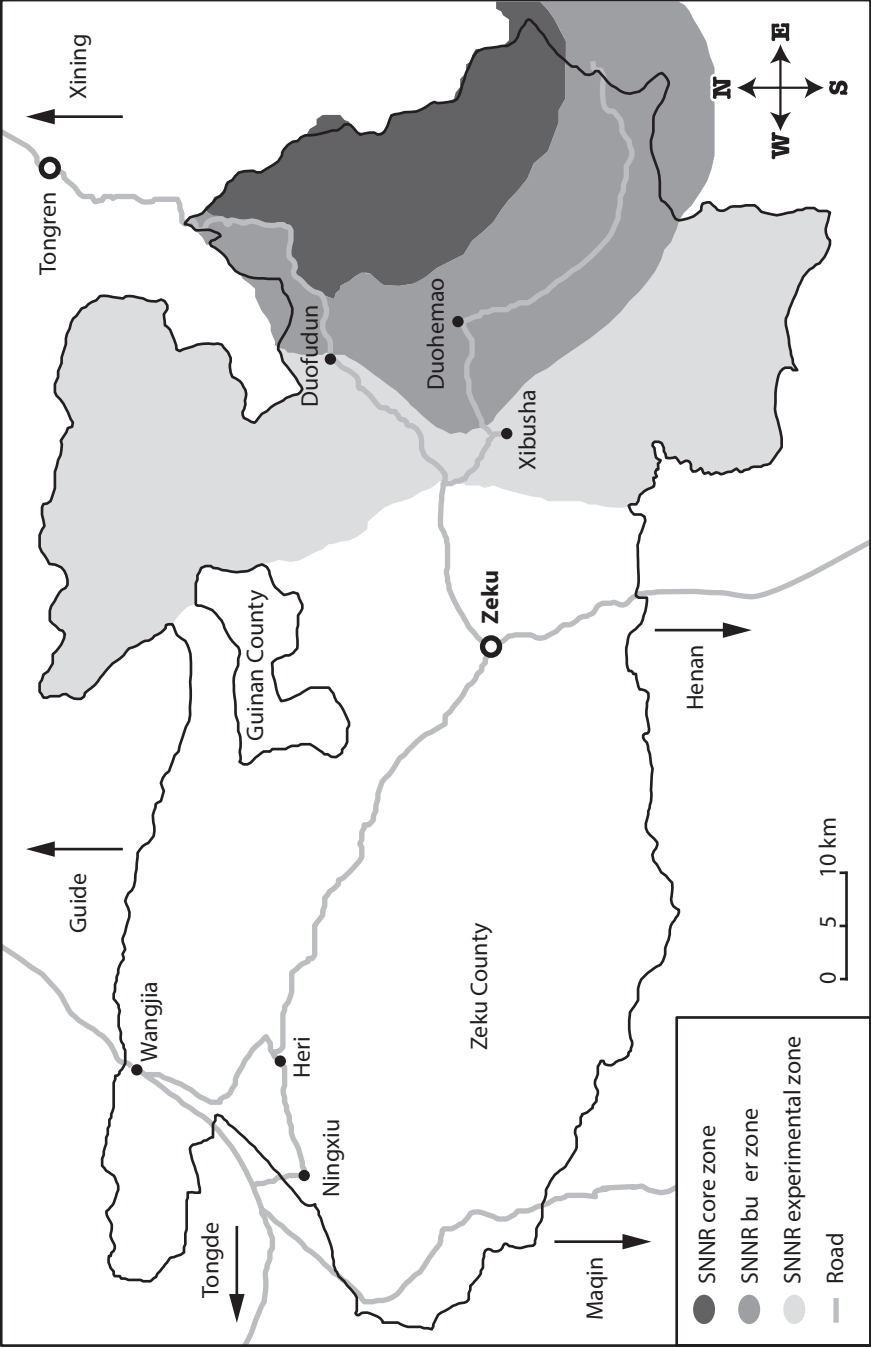 Xining
Tongren
Guide
Tongde
Wangjia
Guinan County
Duofudun
Duohemao
Xibusha
Heri
Ningxiu
Zeku
Zeku County
Henan
Maqin
N
W
E
S
0 5 10 km
SNNR core zone
SNNR bu er zone
SNNR experimental zone
Road